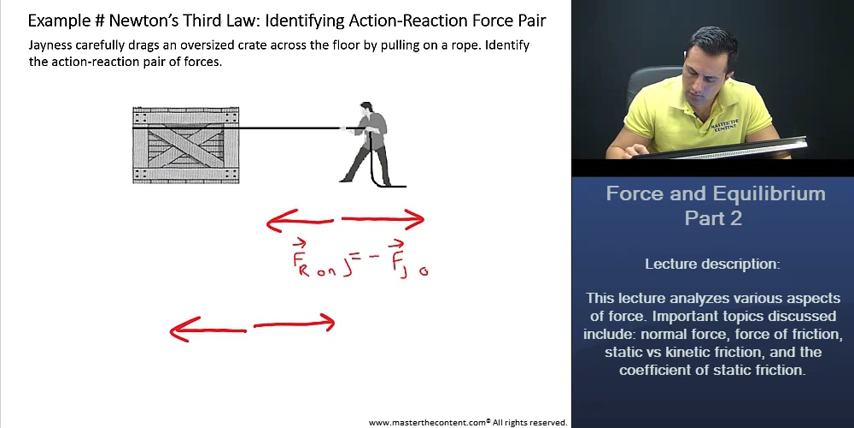 Example # Newton's Third Law: Identifying Action-Reaction Force Pair
Jayness carefully drags an oversized crate across the floor by pulling on a rope. Identify
the action-reaction pair of forces.
F R on J = - F J o
MASTER THE
CONTENT
Force and Equilibrium
Part 2
Lecture description:
This lecture analyzes various aspects
of force. Important topics discussed
include: normal force, force of friction,
static vs kinetic friction, and the
coefficient of static friction.
www.masterthecontent.com© All rights reserved.